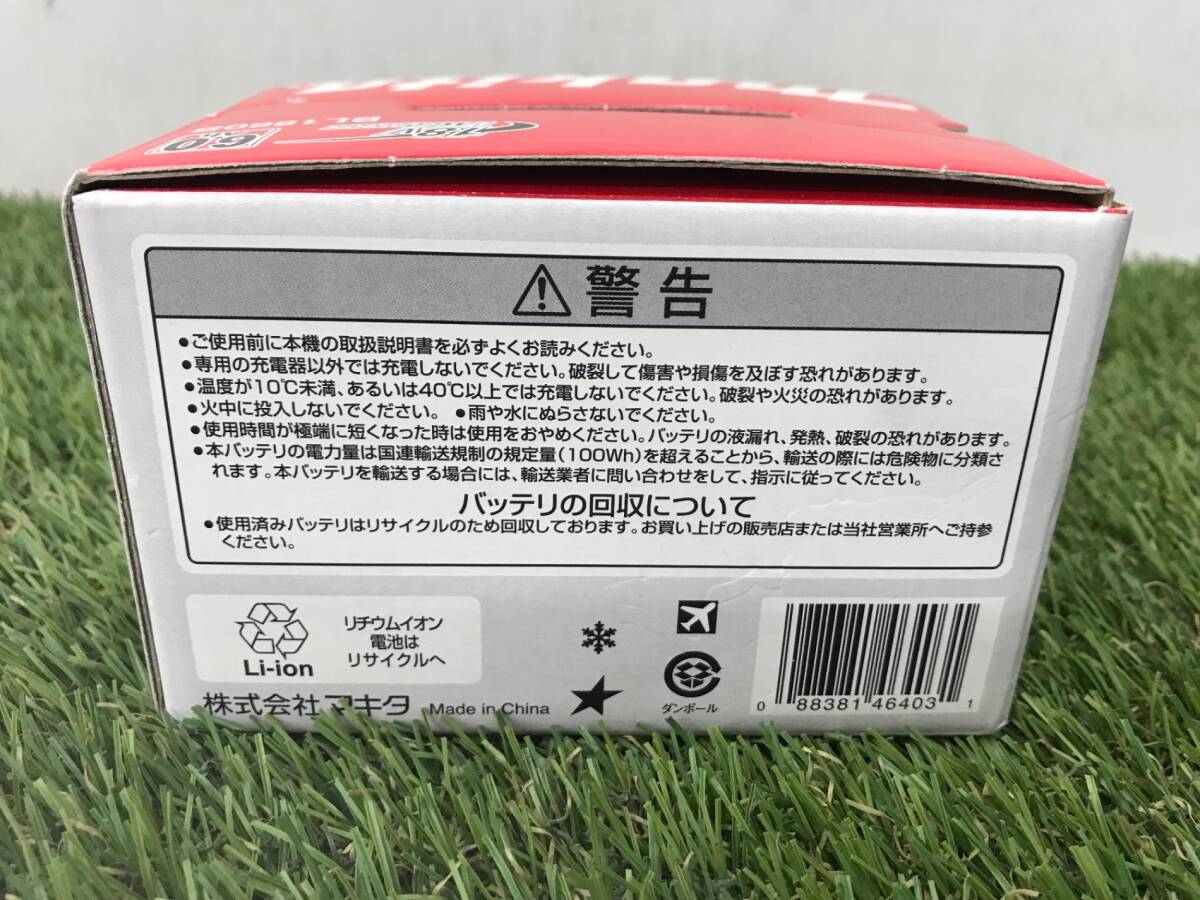 makita
18V
BL1860B
6.0
警告
●ご使用前に本機の取扱説明書を必ずよくお読みください。
●専用の充電器以外では充電しないでください。破裂して傷害や損傷を及ぼす恐れがあります。
●温度が10℃未満、あるいは40℃以上では充電しないでください。破裂や火災の恐れがあります。
●火中に投入しないでください。 ●雨や水にぬらさないでください。
●使用時間が極端に短くなった時は使用をおやめください。バッテリの液漏れ、発熱、破裂の恐れがあります。
●本バッテリの電力量は国連輸送規制の規定量(100Wh)を超えることから、輸送の際には危険物に分類さ
れます。本バッテリを輸送する場合には、輸送業者に問い合わせをして、指示に従ってください。
バッテリの回収について
●使用済みバッテリはリサイクルのため回収しております。お買い上げの販売店または当社営業所へご持参
ください。
Li-ion
リチウムイオン
電池は
リサイクルへ
株式会社マキタ Made in China
ダンボール
0 88381 46403 1